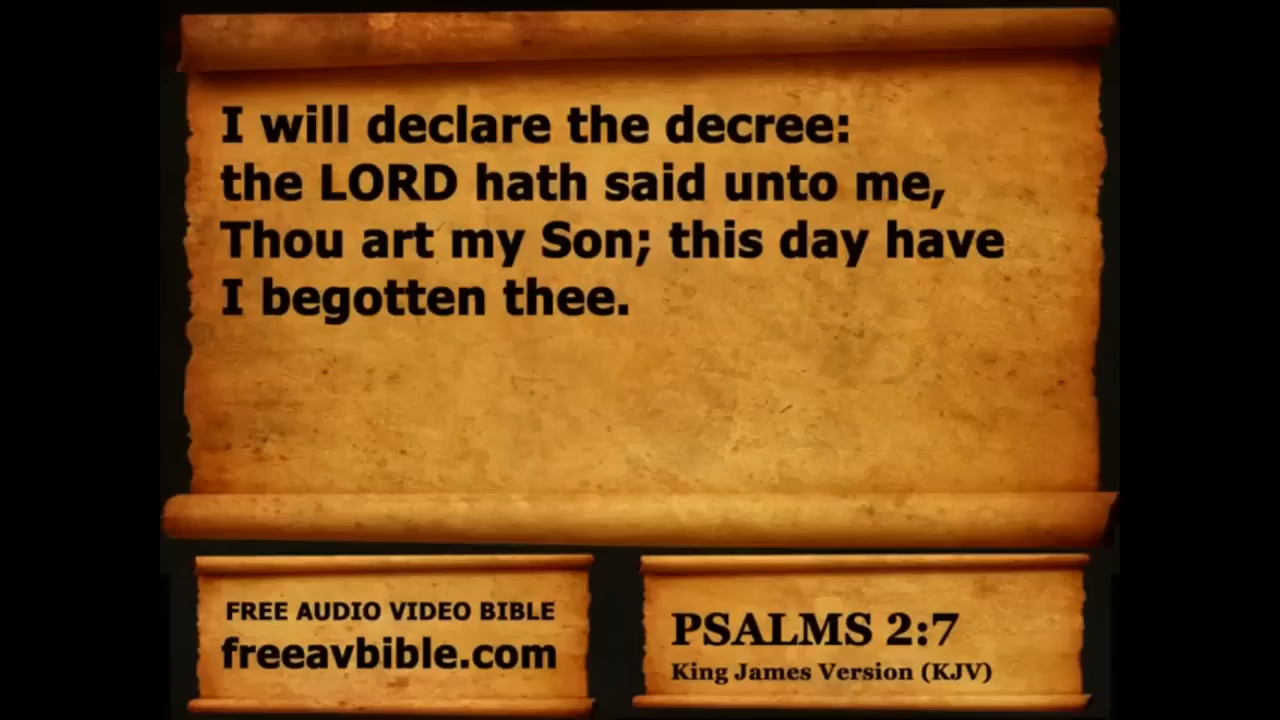 I will declare the decree:
the LORD hath said unto me,
Thou art my Son; this day have
I begotten thee.
FREE AUDIO VIDEO BIBLE
freeavbible.com
PSALMS 2:7
King James Version (KJV)